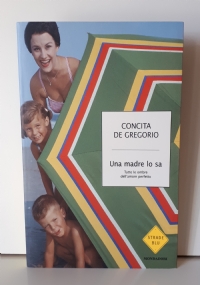 CONCITA
DE GREGORIO
Una madre lo sa
Tutte le ombre
dell'amore perfetto
STRADE
BLU
MONDADORI